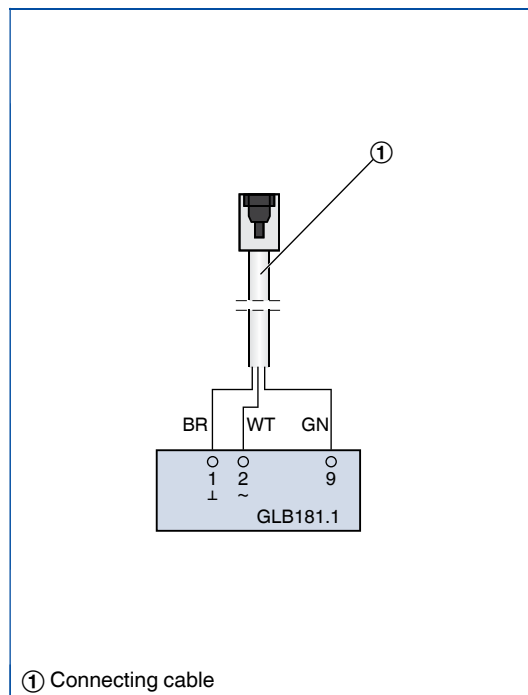 ①
BR WT GN
1 2 9
⊥ ~
GLB181.1
① Connecting cable